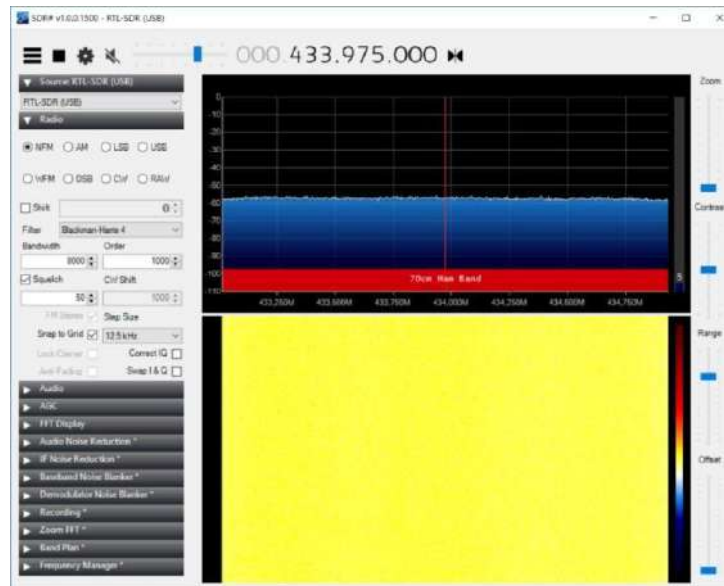 SDR# v1.0.0.1500 - RTL-SDR (USB)
000.433.975.000
Source: RTL-SDR (USB)
RTL-SDR (USB)
Radio
NFM AM LSB USB
WFM DSB CW RAW
Shift 0
Filter Blackman-Harris 4
Bandwidth Order
8000 1000
Squelch CW Shift
50 1000
FM Stereo Step Size
Snap to Grid 12.5 kHz
Lock Carrier Correct IQ
Anti-Fading Swap I & Q
Audio
AGC
FFT Display
Audio Noise Reduction *
IF Noise Reduction *
Baseband Noise Blanker *
Demodulator Noise Blanker *
Recording *
Zoom FFT *
Band Plan *
Frequency Manager *
0
-10
-20
-30
-40
-50
-60
-70
-80
-90
-100
-110
70cm Ham Band
5
433,250M 433,500M 433,750M 434,000M 434,250M 434,500M 434,750M
Zoom
Contrast
Range
Offset